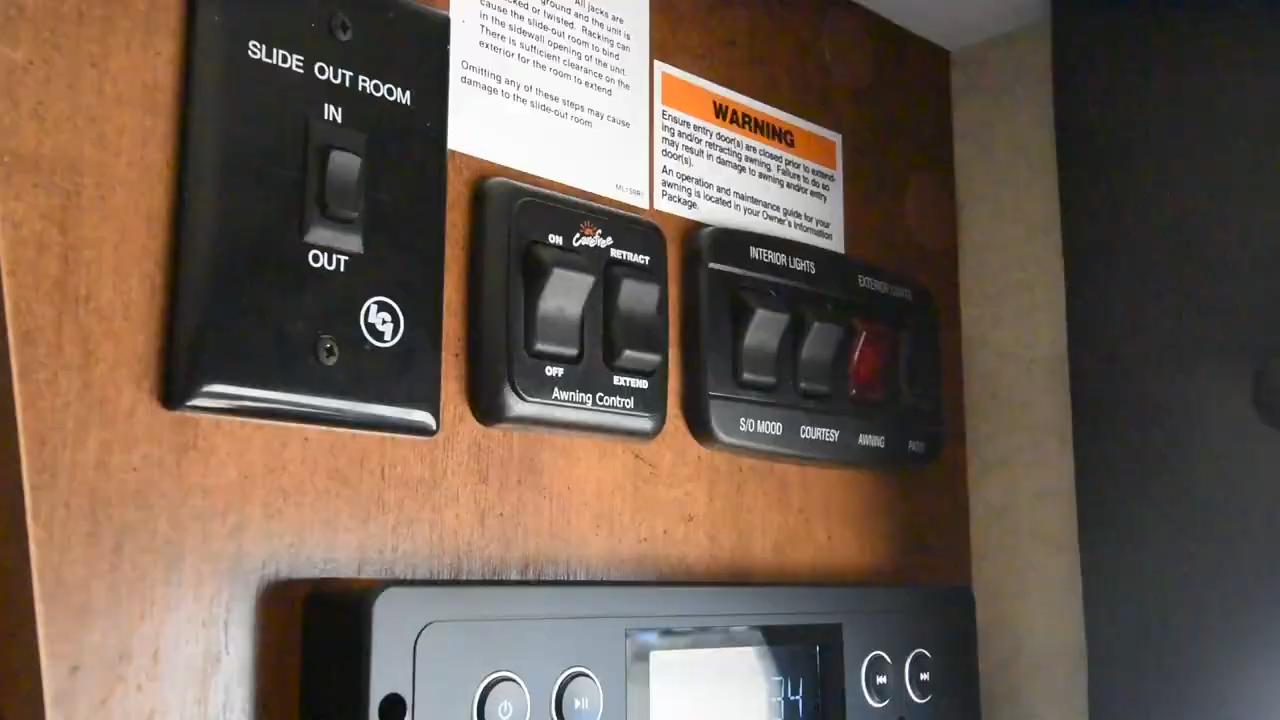 SLIDE OUT ROOM
IN
OUT
LCI
ground and the unit is
or twisted. Racking can
cause the slide-out room to bind
in the sidewall opening of the unit.
There is sufficient clearance on the
exterior for the room to extend
Omitting any of these steps may cause
damage to the slide-out room
WARNING
Ensure entry door(s) are closed prior to extend-
ing and/or retracting awning. Failure to do so
may result in damage to awning and/or entry
door(s).
An operation and maintenance guide for your
awning is located in your Owner's Information
Package.
Carefree
ON
RETRACT
OFF
EXTEND
Awning Control
INTERIOR LIGHTS
EXTERIOR LIGHTS
S/O MOOD
COURTESY
AWNING
PATIO
34